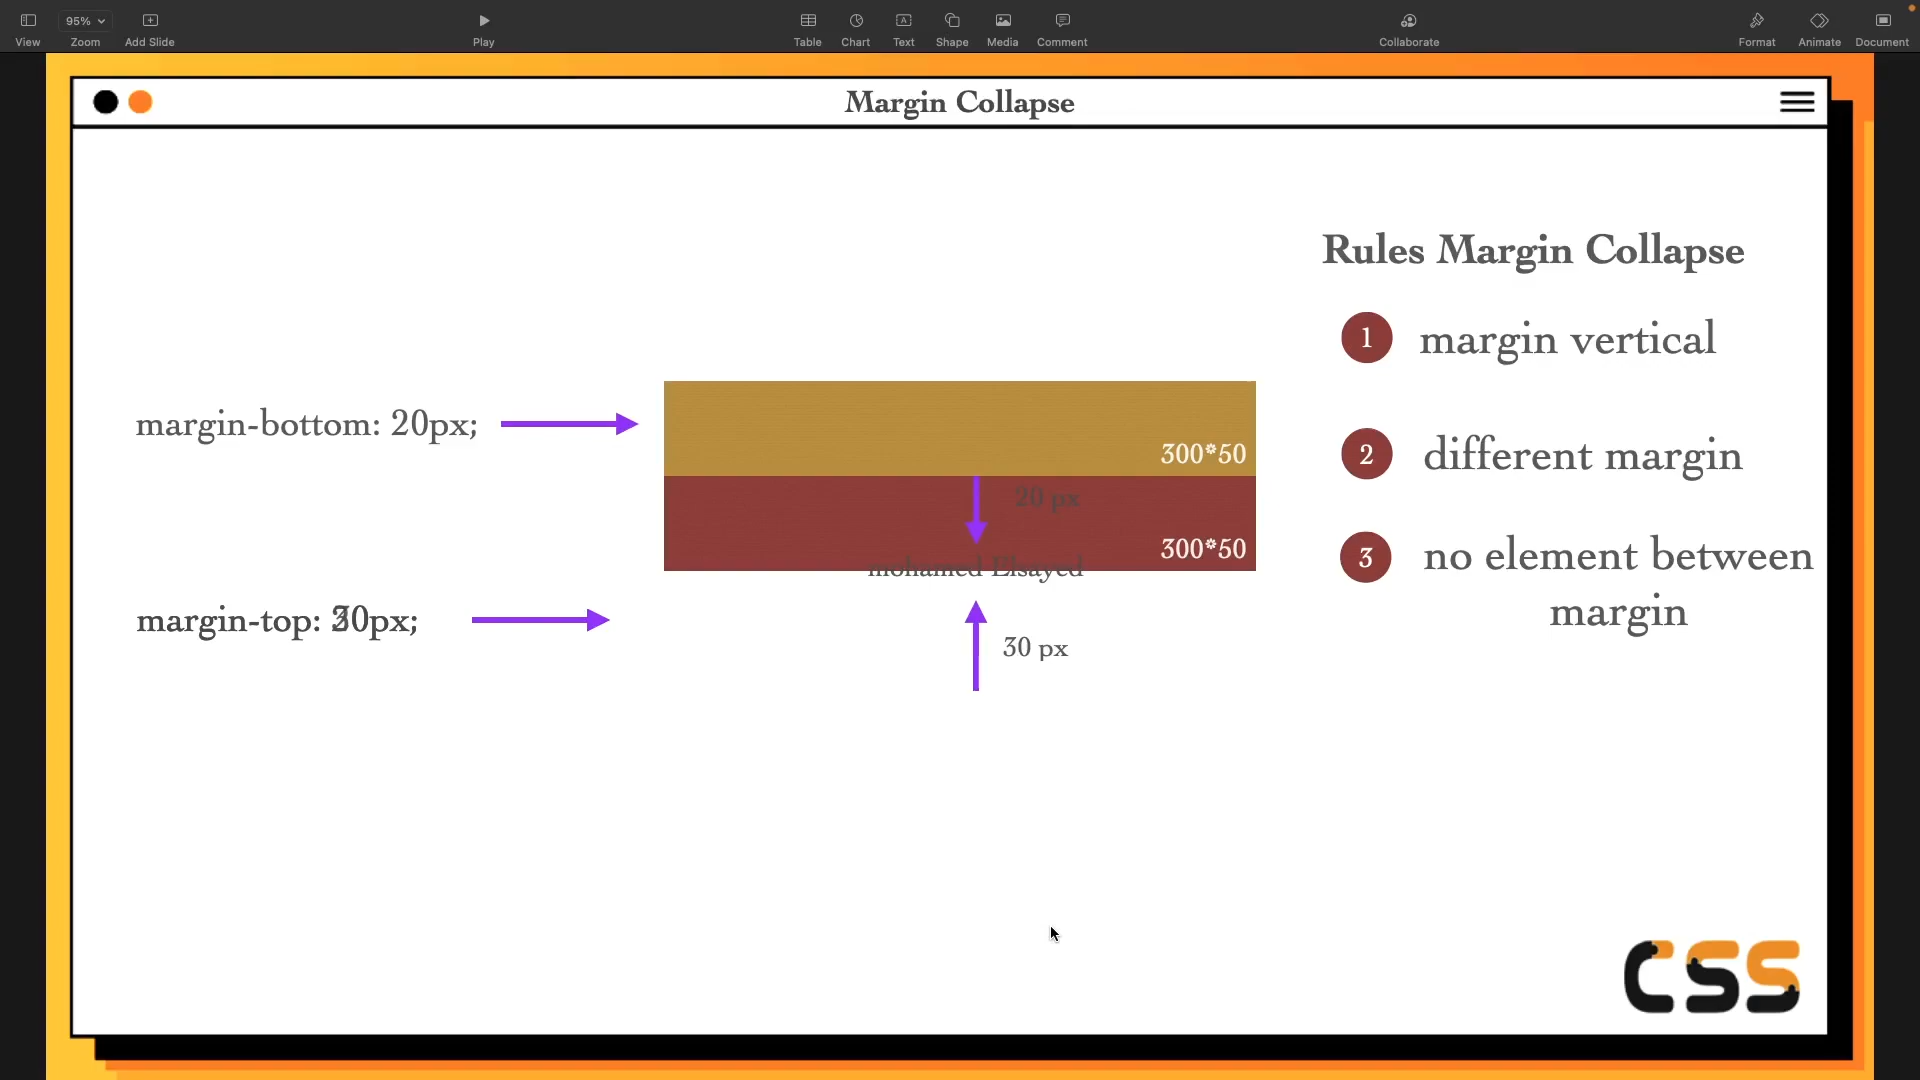 95%
View
Zoom
Add Slide
Play
Table
Chart
Text
Shape
Media
Comment
Collaborate
Format
Animate
Document
Margin Collapse
Rules Margin Collapse
1 margin vertical
margin-bottom: 20px;
300*50
2 different margin
20 px
300*50
mohamed Elsayed
3 no element between
margin
margin-top: 30px;
30 px
CSS